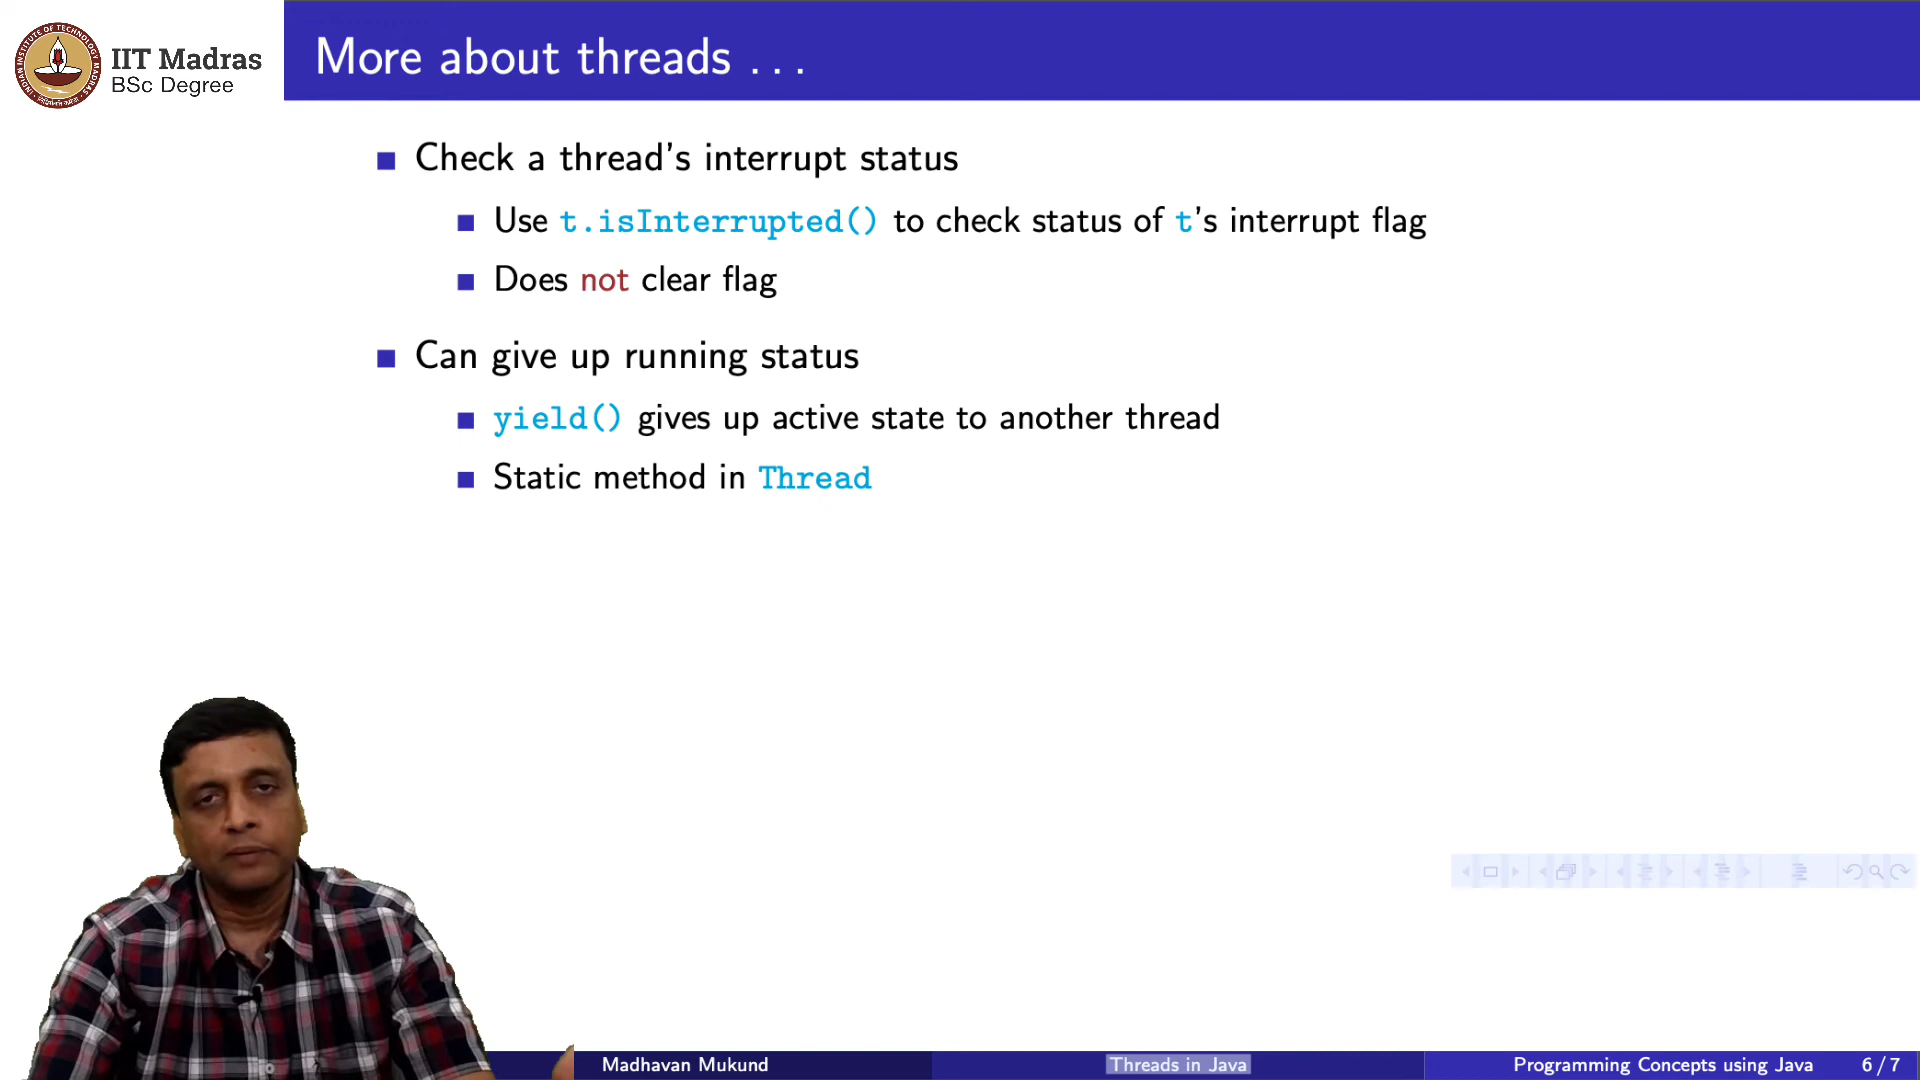 IIT Madras
BSc Degree
More about threads . . .
Check a thread's interrupt status
Use t.isInterrupted() to check status of t's interrupt flag
Does not clear flag
Can give up running status
yield() gives up active state to another thread
Static method in Thread
Madhavan Mukund
Threads in Java
Programming Concepts using Java
6 / 7